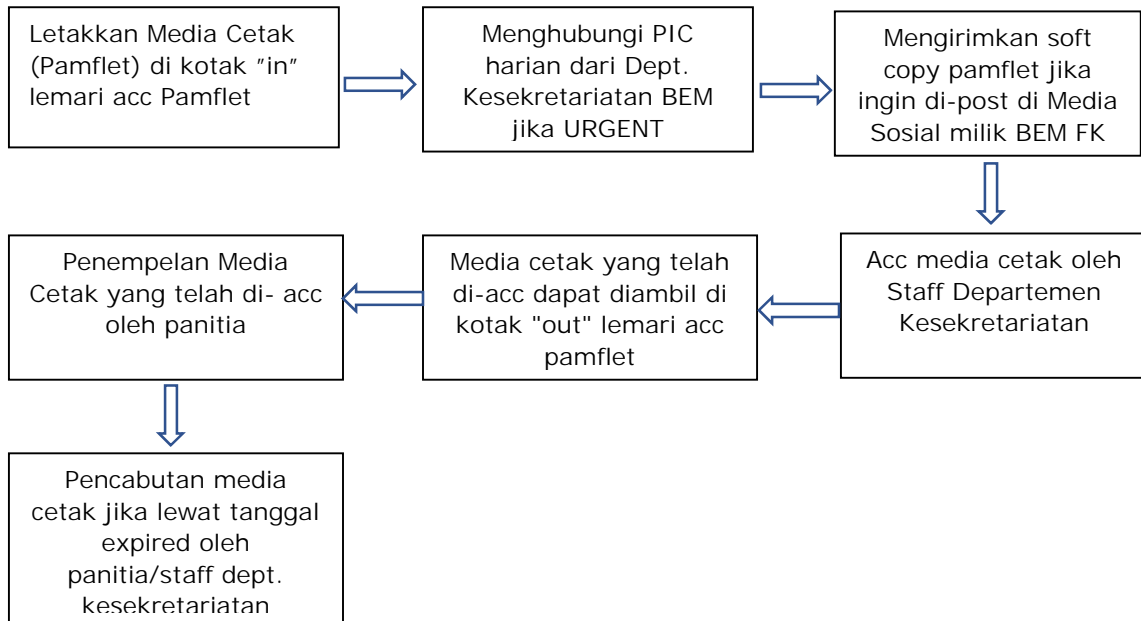 Letakkan Media Cetak
(Pamflet) di kotak "in"
lemari acc Pamflet
Menghubungi PIC
harian dari Dept.
Kesekretariatan BEM
jika URGENT
Mengirimkan soft
copy pamflet jika
ingin di-post di Media
Sosial milik BEM FK
Acc media cetak oleh
Staff Departemen
Kesekretariatan
Media cetak yang telah
di-acc dapat diambil di
kotak "out" lemari acc
pamflet
Penempelan Media
Cetak yang telah di- acc
oleh panitia
Pencabutan media
cetak jika lewat tanggal
expired oleh
panitia/staff dept.
kesekretariatan